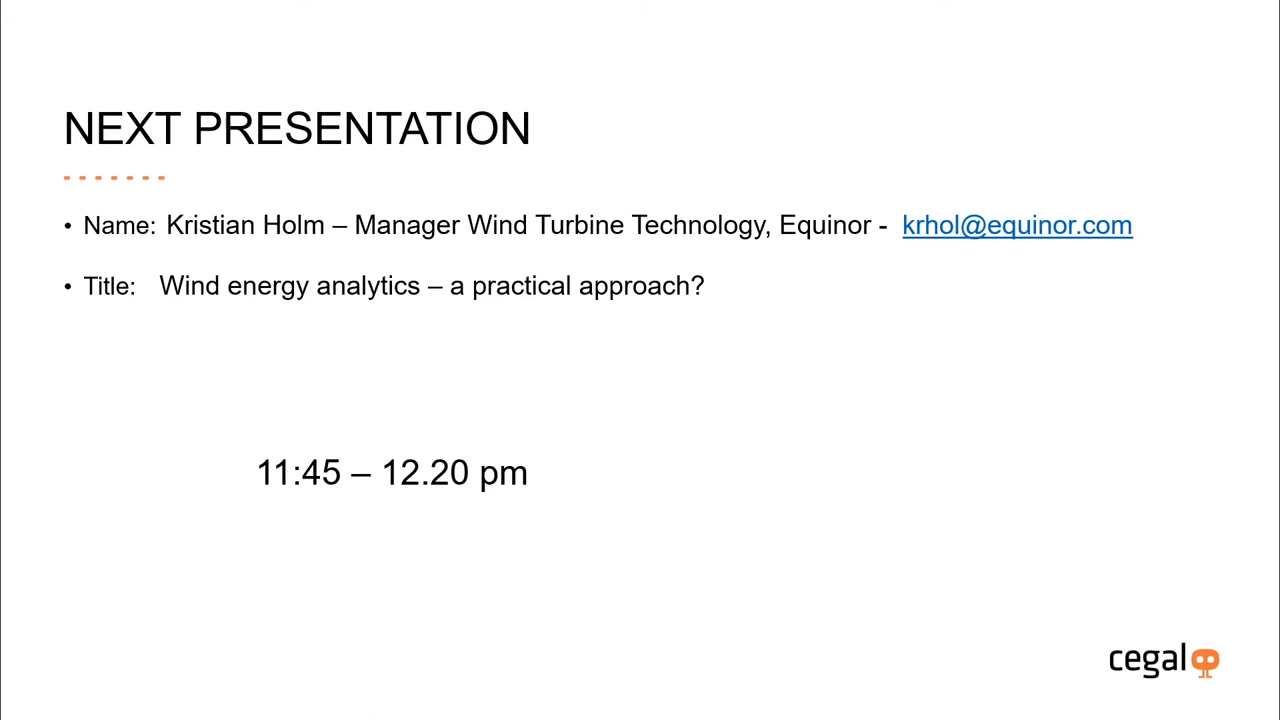 NEXT PRESENTATION
• Name: Kristian Holm – Manager Wind Turbine Technology, Equinor - krhol@equinor.com
• Title: Wind energy analytics – a practical approach?
11:45 – 12.20 pm
cegal